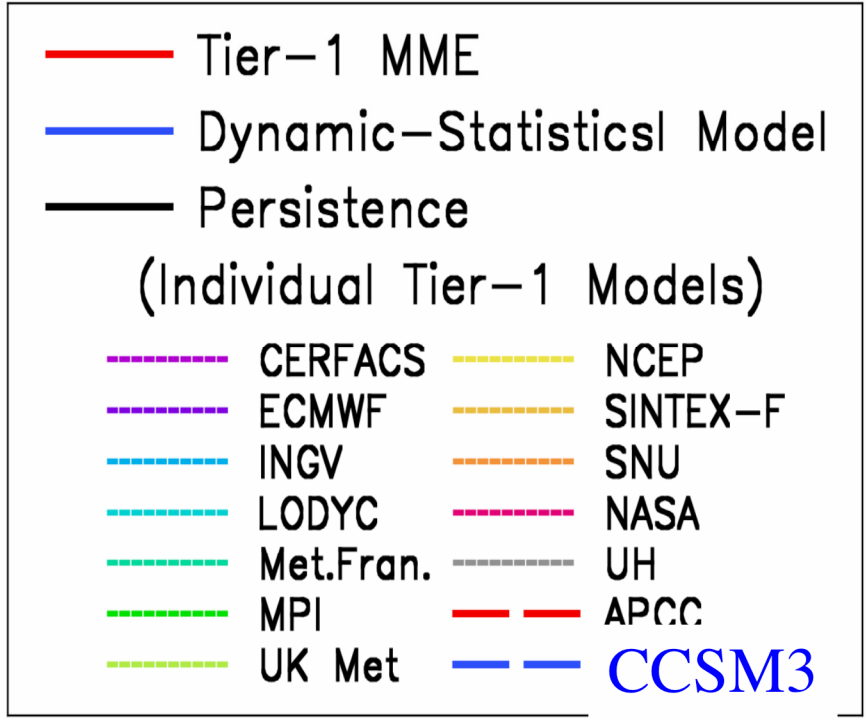 Tier-1 MME
Dynamic-Statisticsl Model
Persistence
(Individual Tier-1 Models)
CERFACS NCEP
ECMWF SINTEX-F
INGV SNU
LODYC NASA
Met.Fran. UH
MPI APCC
UK Met CCSM3